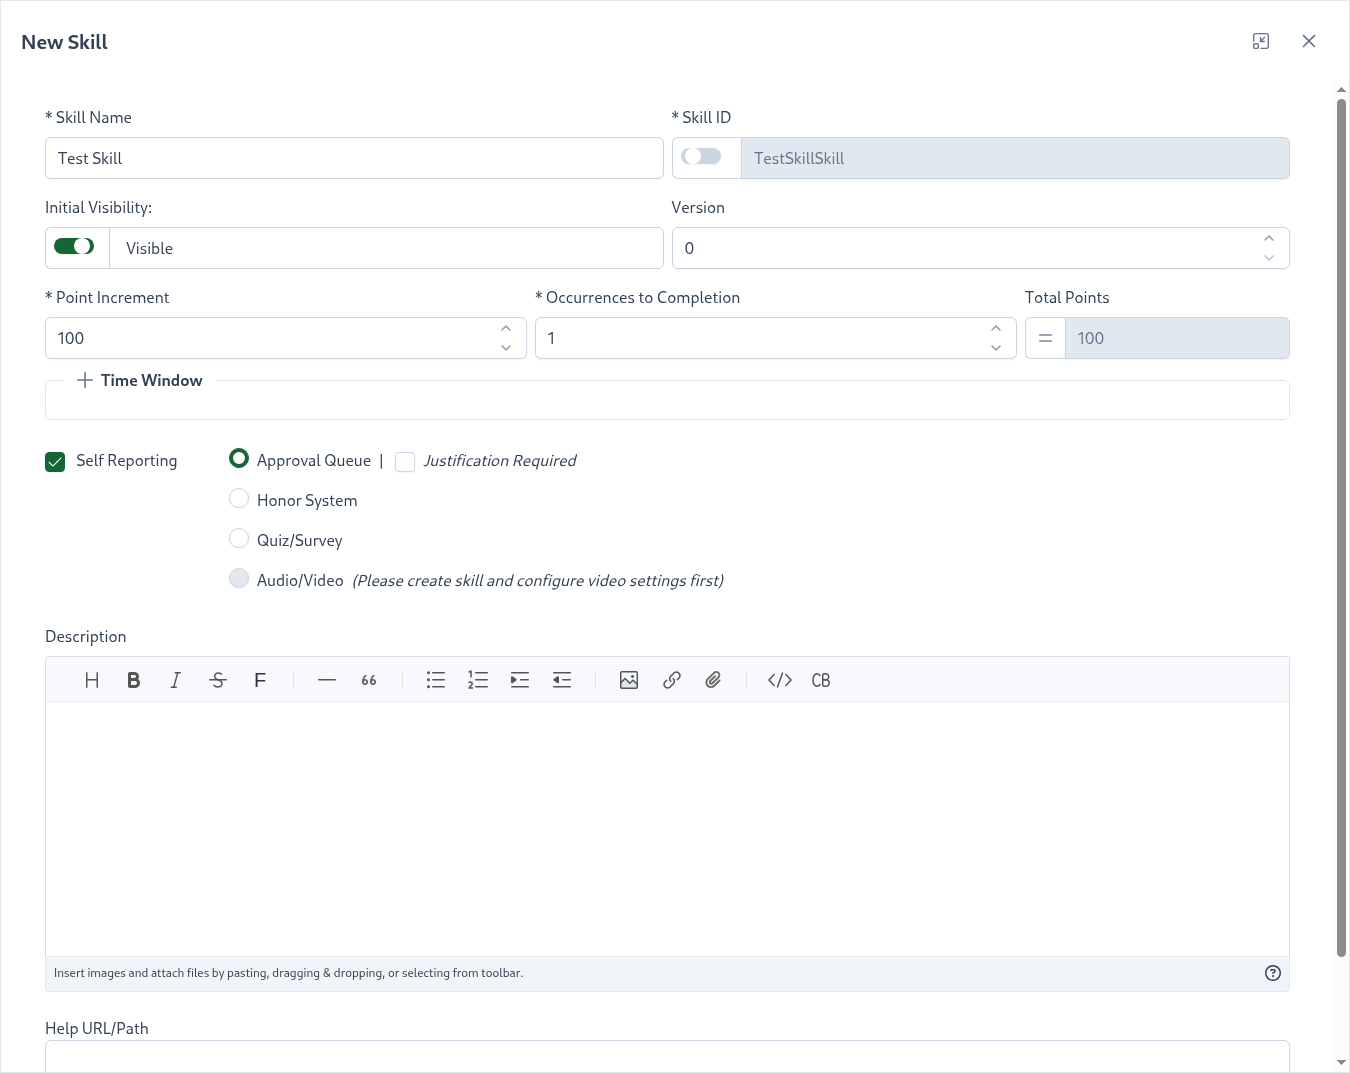 New Skill
* Skill Name
* Skill ID
Test Skill
TestSkillSkill
Initial Visibility:
Version
Visible
0
* Point Increment
* Occurrences to Completion
Total Points
100
1
=
100
Time Window
Self Reporting
Approval Queue | Justification Required
Honor System
Quiz/Survey
Audio/Video (Please create skill and configure video settings first)
Description
H B I S F — 66 </> CB
Insert images and attach files by pasting, dragging & dropping, or selecting from toolbar.
Help URL/Path